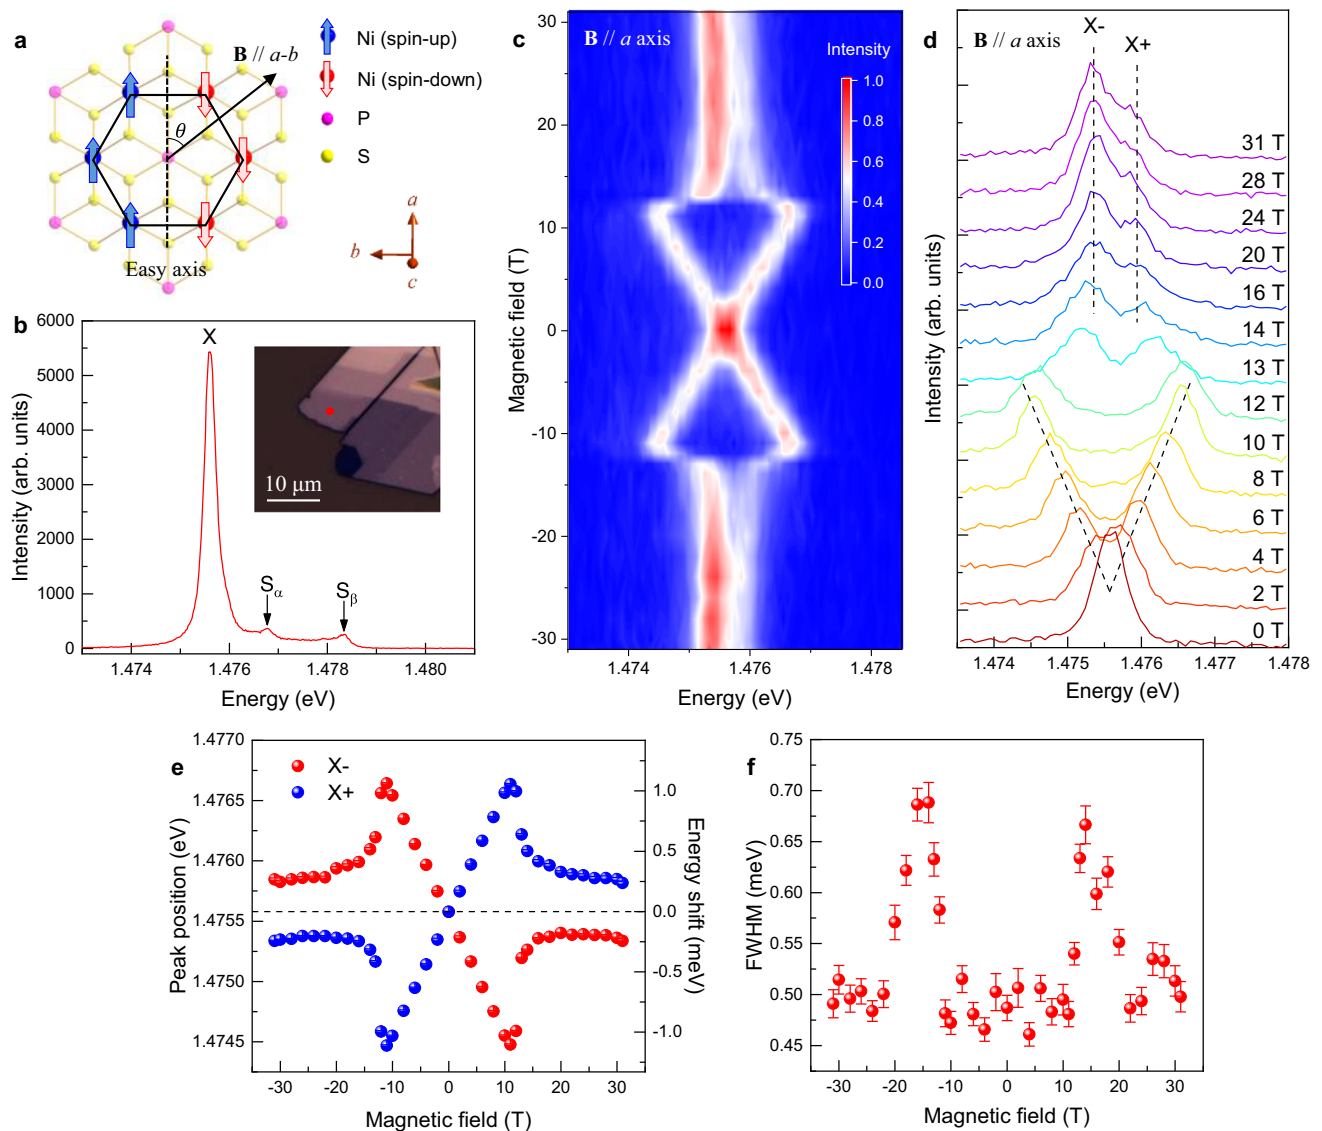 a
Ni (spin-up)
Ni (spin-down)
P
S
B // a-b
θ
Easy axis
a
b
c
b
Intensity (arb. units)
6000
5000
4000
3000
2000
1000
0
X
Sα
Sβ
10 μm
1.474
1.476
1.478
1.480
Energy (eV)
c
B // a axis
Intensity
1.0
0.8
0.6
0.4
0.2
0.0
Magnetic field (T)
30
20
10
0
-10
-20
-30
1.474
1.476
1.478
Energy (eV)
d
B // a axis
X-
X+
Intensity (arb. units)
31 T
28 T
24 T
20 T
16 T
14 T
13 T
12 T
10 T
8 T
6 T
4 T
2 T
0 T
1.474
1.475
1.476
1.477
1.478
Energy (eV)
e
X-
X+
Peak position (eV)
1.4770
1.4765
1.4760
1.4755
1.4750
1.4745
Energy shift (meV)
1.0
0.5
0.0
-0.5
-1.0
-30
-20
-10
0
10
20
30
Magnetic field (T)
f
FWHM (meV)
0.75
0.70
0.65
0.60
0.55
0.50
0.45
-30
-20
-10
0
10
20
30
Magnetic field (T)